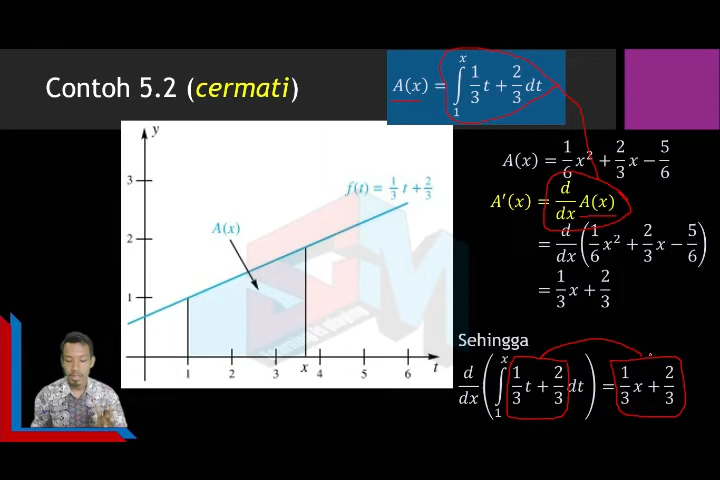 Contoh 5.2 (cermati)
A(x) = ∫₁ˣ 1/3 t + 2/3 dt
y
3
2
1
f(t) = 1/3 t + 2/3
A(x)
1 2 3 x 4 5 6 t
A(x) = 1/6 x² + 2/3 x − 5/6
A′(x) = d/dx A(x)
= d/dx (1/6 x² + 2/3 x − 5/6)
= 1/3 x + 2/3
Sehingga
d/dx (∫₁ˣ 1/3 t + 2/3 dt) = 1/3 x + 2/3